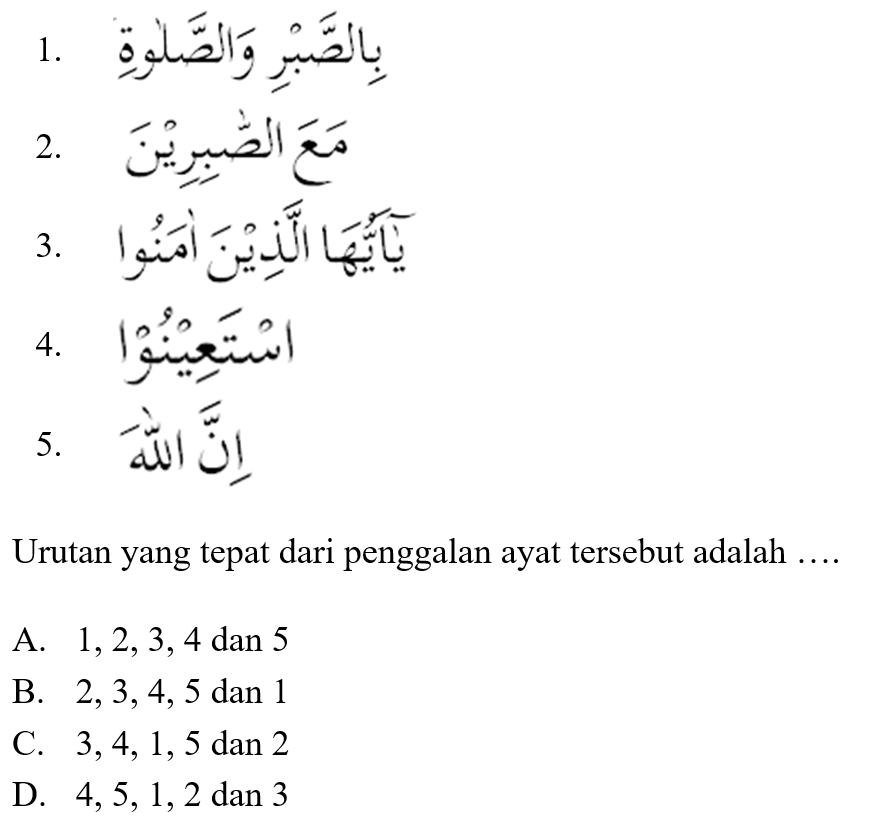 1. بِالصَّبْرِ وَالصَّلٰوةِ
2. مَعَ الصّٰبِرِيْنَ
3. يٰٓاَيُّهَا الَّذِيْنَ اٰمَنُوا
4. اسْتَعِيْنُوْا
5. اِنَّ اللّٰهَ
Urutan yang tepat dari penggalan ayat tersebut adalah ….
A. 1, 2, 3, 4 dan 5
B. 2, 3, 4, 5 dan 1
C. 3, 4, 1, 5 dan 2
D. 4, 5, 1, 2 dan 3